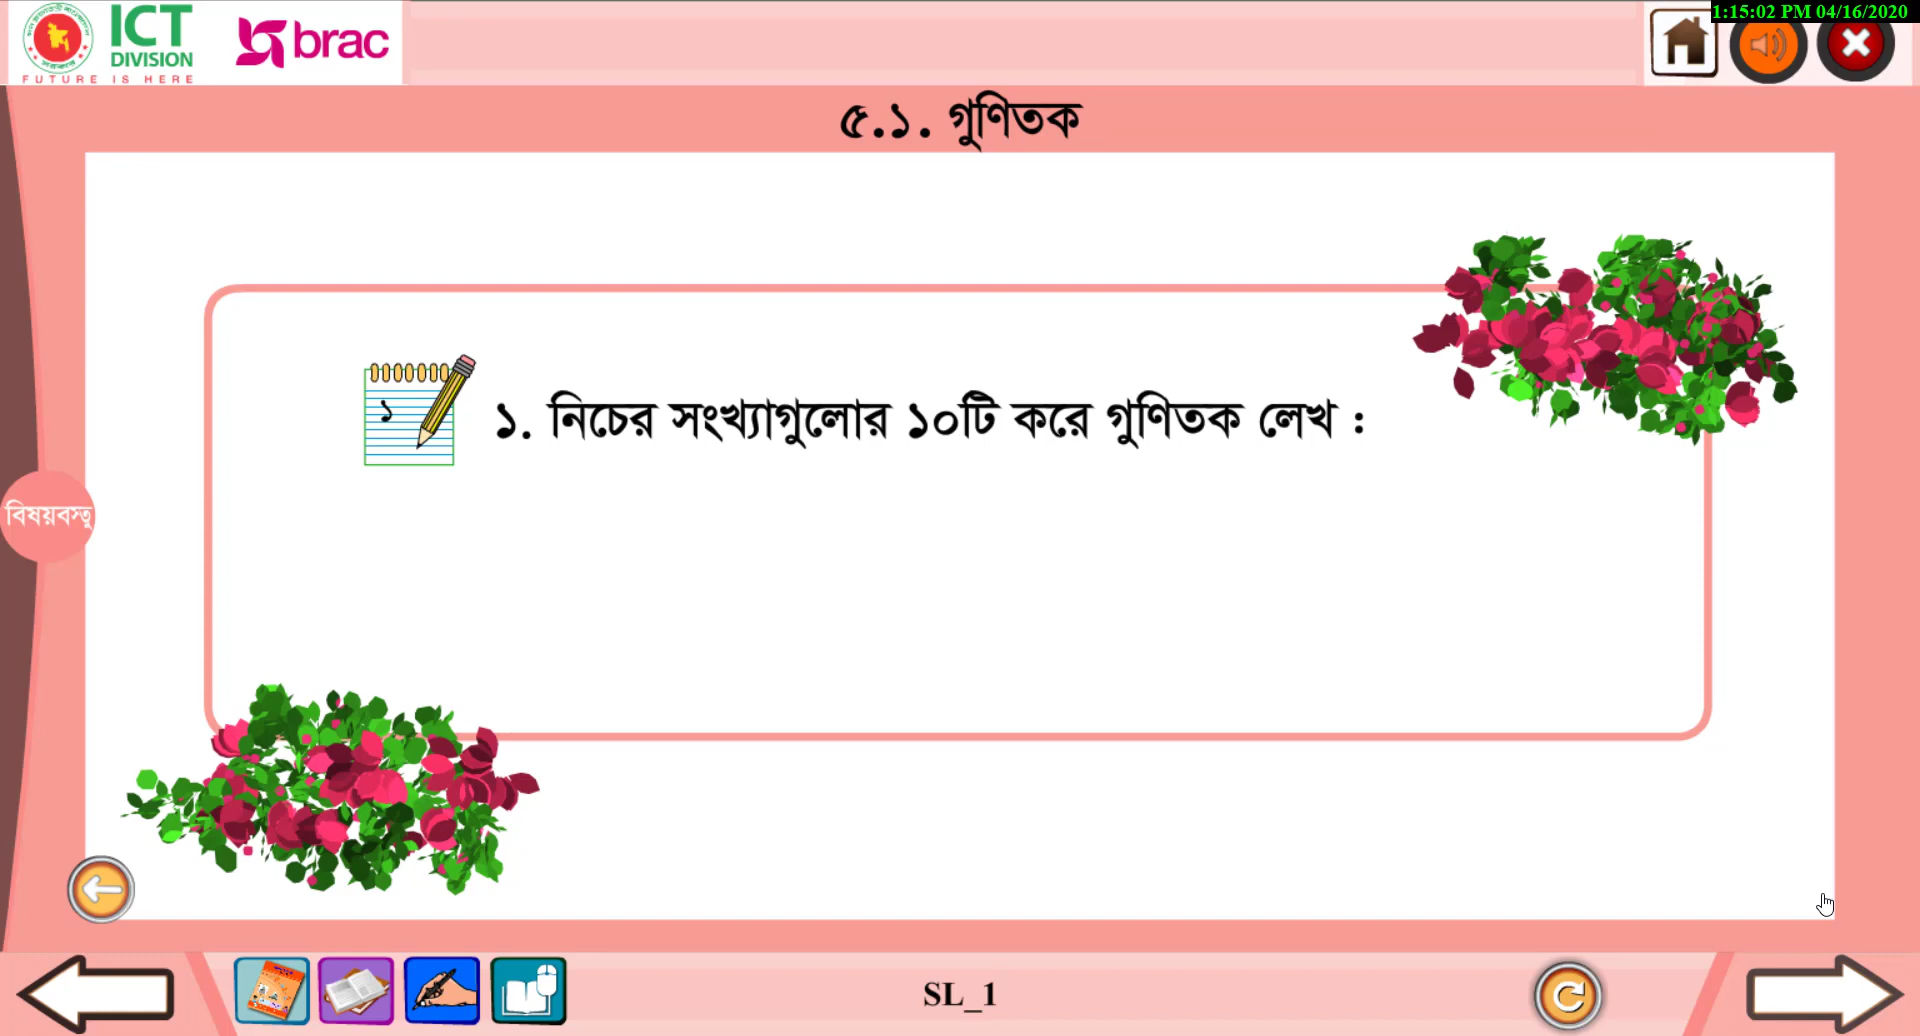 1:15:02 PM 04/16/2020
ICT
DIVISION
FUTURE IS HERE
brac
৫.১. গুণিতক
১
১. নিচের সংখ্যাগুলোর ১০টি করে গুণিতক লেখ :
বিষয়বস্তু
SL_1